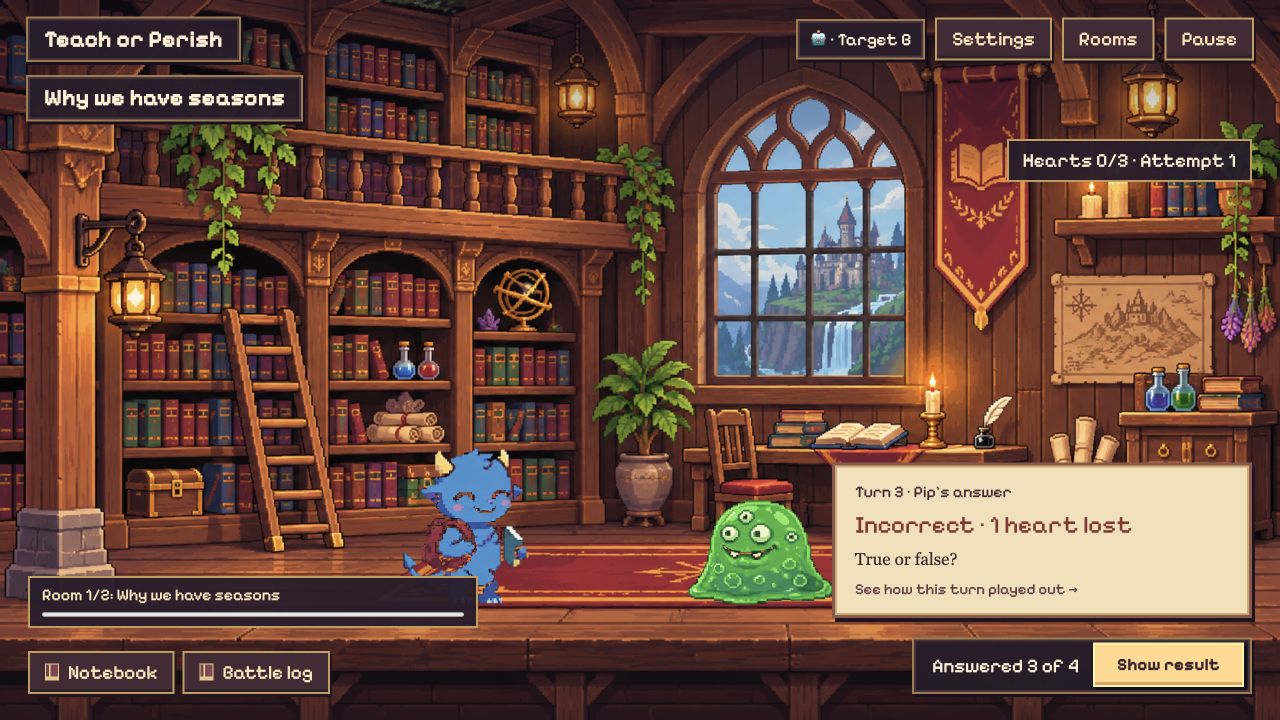 Teach or Perish
Why we have seasons
· Target B
Settings
Rooms
Pause
Hearts 0/3 · Attempt 1
Turn 3 · Pip's answer
Incorrect · 1 heart lost
True or false?
See how this turn played out →
Room 1/2: Why we have seasons
Notebook
Battle log
Answered 3 of 4
Show result